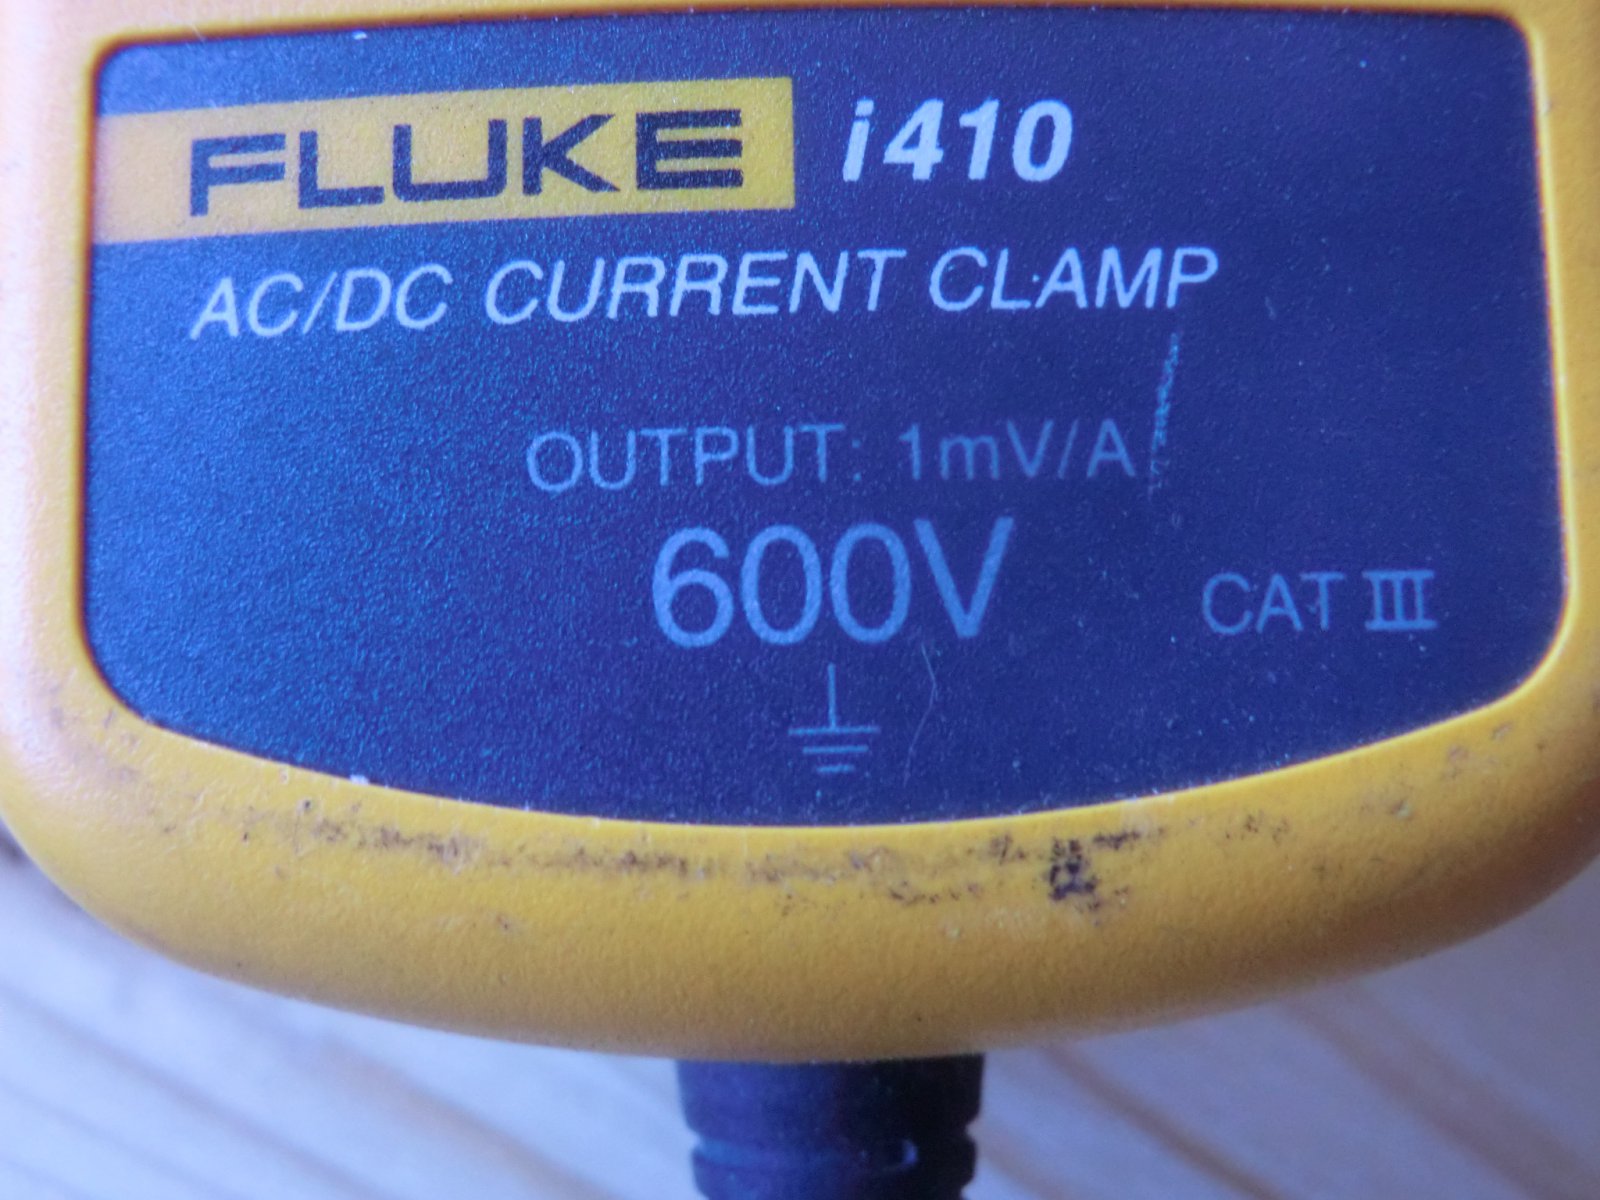 FLUKE i410
AC/DC CURRENT CLAMP
OUTPUT: 1mV/A
600V
CAT III